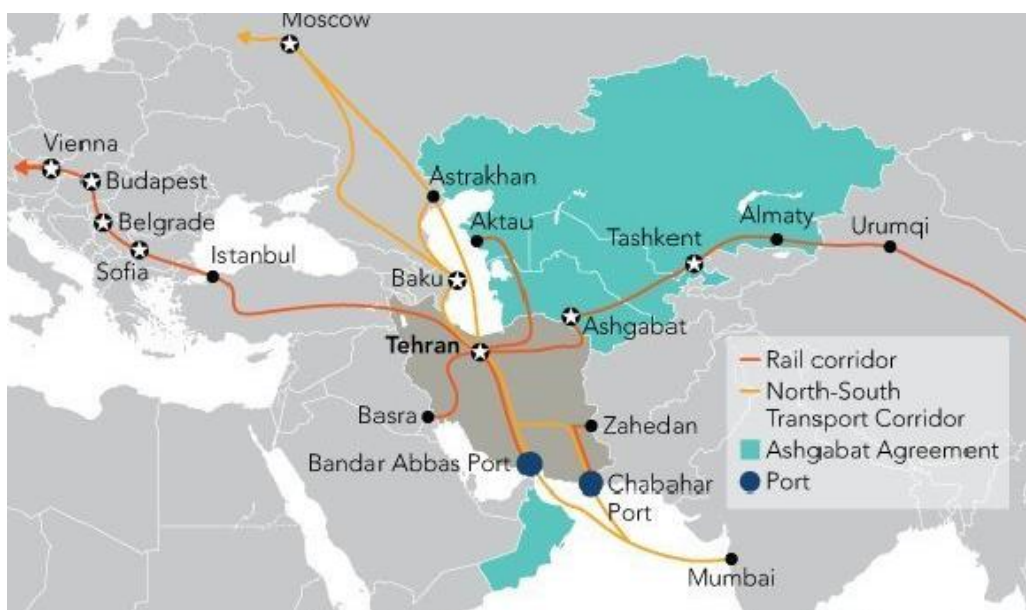 Moscow
Vienna
Budapest
Belgrade
Sofia
Istanbul
Astrakhan
Aktau
Baku
Tashkent
Almaty
Urumqi
Ashgabat
Tehran
Basra
Zahedan
Bandar Abbas Port
Chabahar
Port
Mumbai
Rail corridor
North-South
Transport Corridor
Ashgabat Agreement
Port